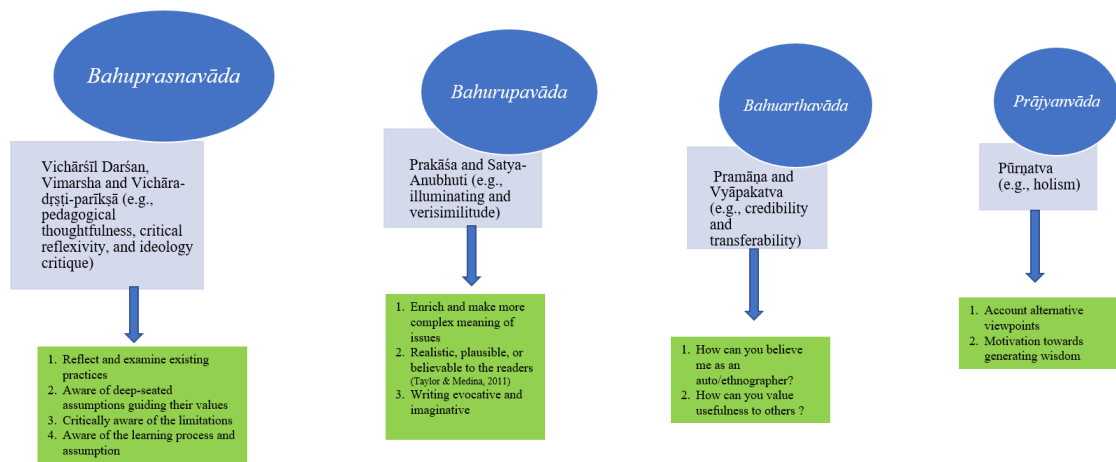 Bahuprasnavāda
Vichārśīl Darśan,
Vimarsha and Vichāra-
dṛṣṭi-parīkṣā (e.g.,
pedagogical
thoughtfulness, critical
reflexivity, and ideology
critique)
1. Reflect and examine existing
practices
2. Aware of deep-seated
assumptions guiding their values
3. Critically aware of the limitations
4. Aware of the learning process and
assumption
Bahurupavāda
Prakāśa and Satya-
Anubhuti (e.g.,
illuminating and
verisimilitude)
1. Enrich and make more
complex meaning of
issues
2. Realistic, plausible, or
believable to the readers
(Taylor & Medina, 2011)
3. Writing evocative and
imaginative
Bahuarthavāda
Pramāṇa and
Vyāpakatva
(e.g., credibility
and
transferability)
1. How can you believe
me as an
auto/ethnographer?
2. How can you value
usefulness to others ?
Prājyanvāda
Pūrṇatva
(e.g., holism)
1. Account alternative
viewpoints
2. Motivation towards
generating wisdom